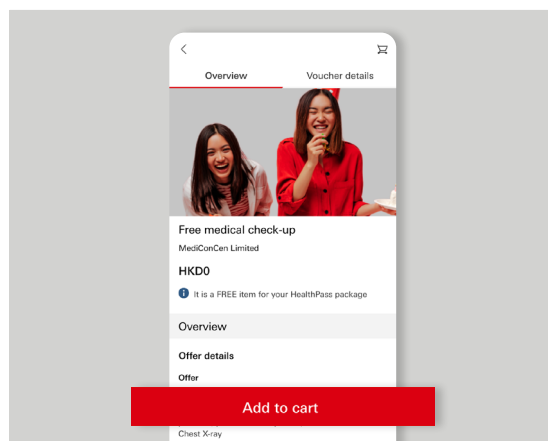 Overview
Voucher details
Free medical check-up
MediConCen Limited
HKD0
It is a FREE item for your HealthPass package
Overview
Offer details
Offer
Add to cart
Chest X-ray